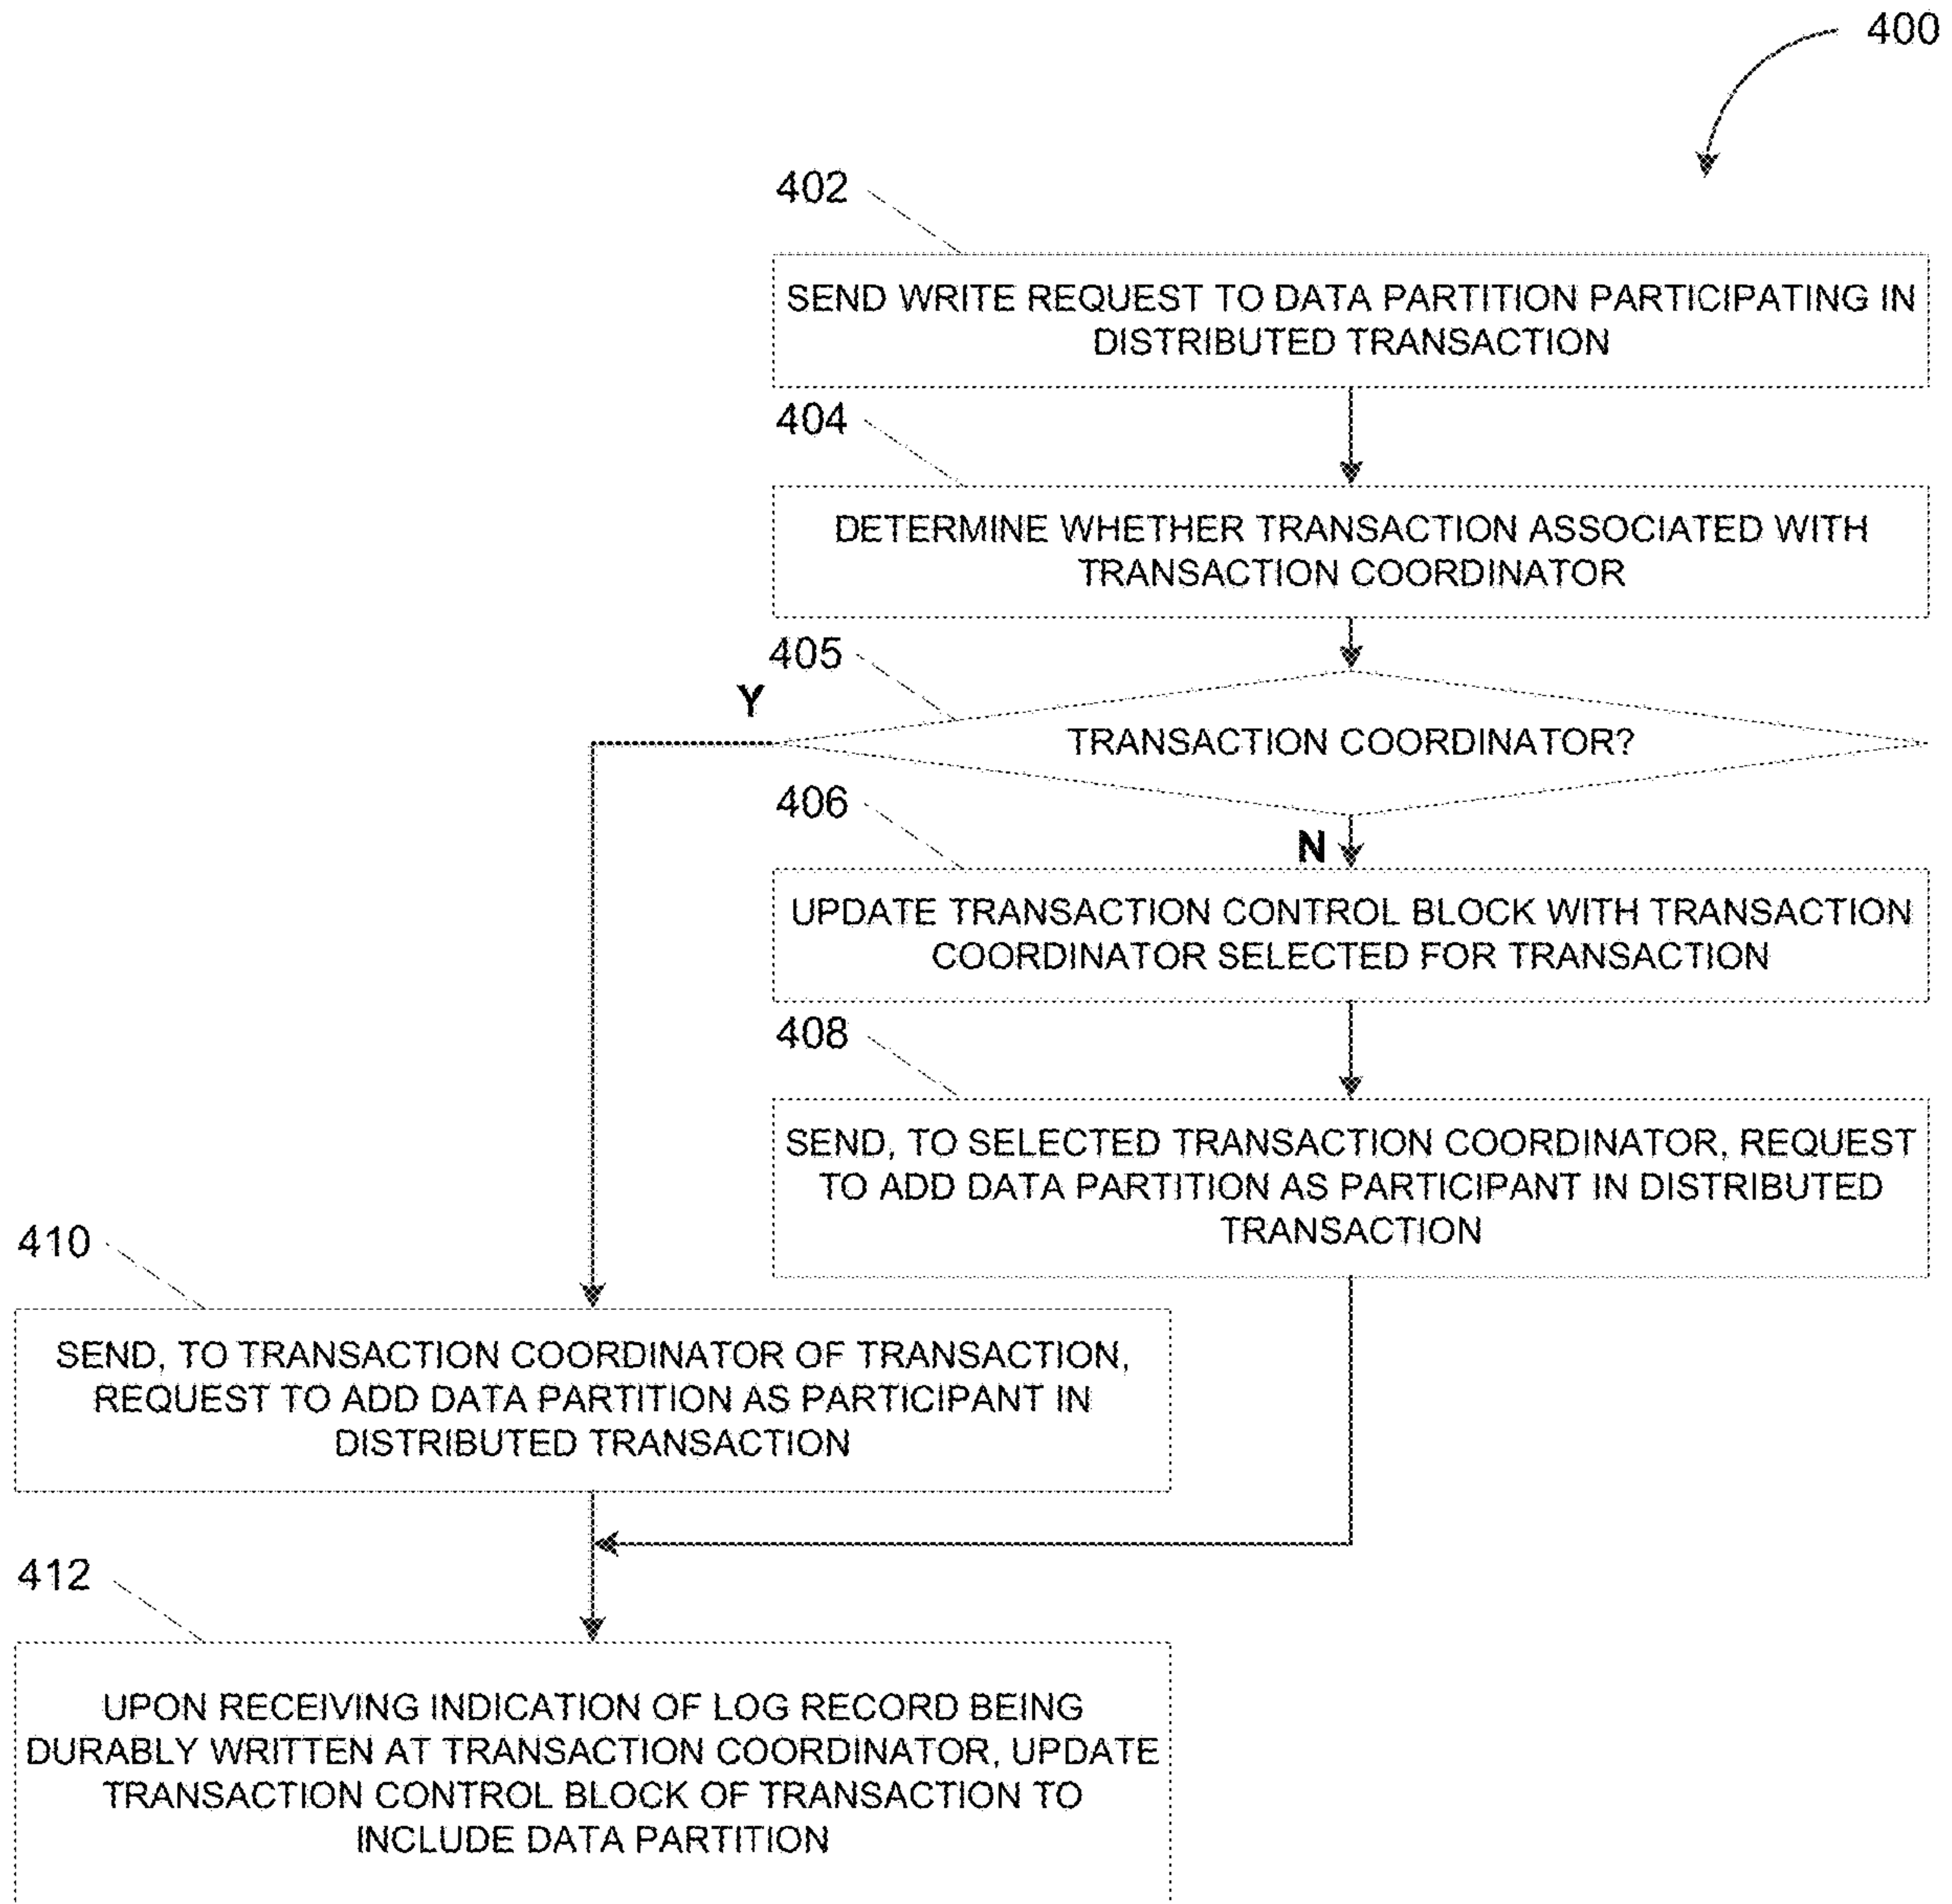 400
402
SEND WRITE REQUEST TO DATA PARTITION PARTICIPATING IN
DISTRIBUTED TRANSACTION
404
DETERMINE WHETHER TRANSACTION ASSOCIATED WITH
TRANSACTION COORDINATOR
405
Y
TRANSACTION COORDINATOR?
406
N
UPDATE TRANSACTION CONTROL BLOCK WITH TRANSACTION
COORDINATOR SELECTED FOR TRANSACTION
408
SEND, TO SELECTED TRANSACTION COORDINATOR, REQUEST
TO ADD DATA PARTITION AS PARTICIPANT IN DISTRIBUTED
TRANSACTION
410
SEND, TO TRANSACTION COORDINATOR OF TRANSACTION,
REQUEST TO ADD DATA PARTITION AS PARTICIPANT IN
DISTRIBUTED TRANSACTION
412
UPON RECEIVING INDICATION OF LOG RECORD BEING
DURABLY WRITTEN AT TRANSACTION COORDINATOR, UPDATE
TRANSACTION CONTROL BLOCK OF TRANSACTION TO
INCLUDE DATA PARTITION